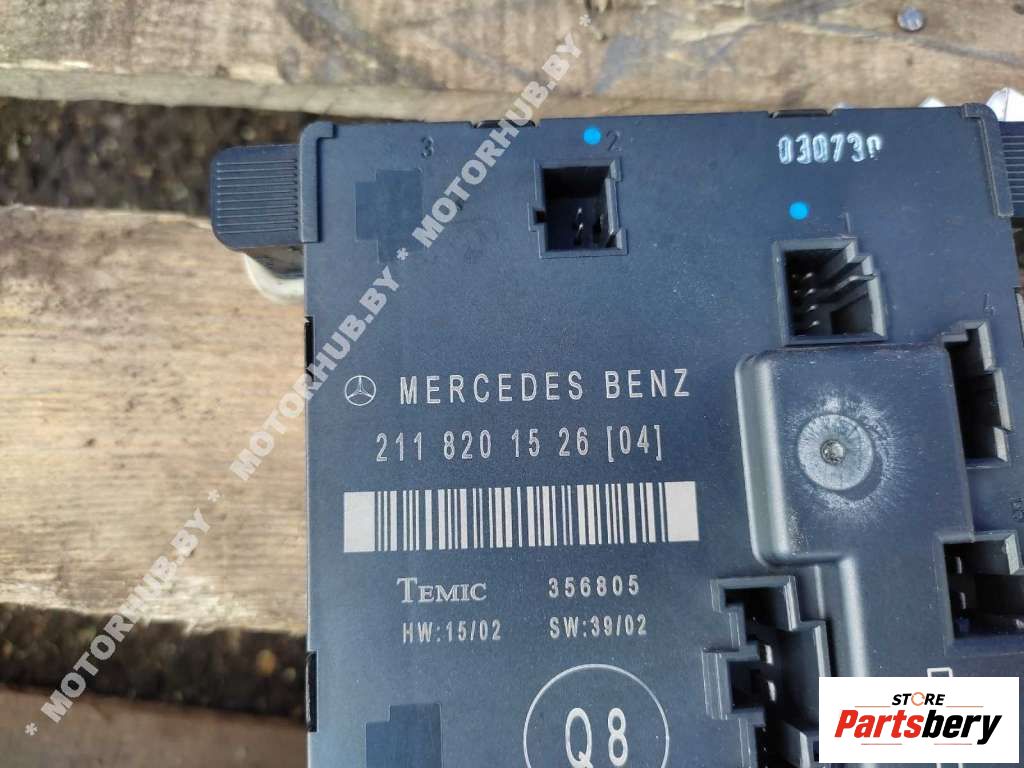 3
2
030730
1
4
MERCEDES BENZ
211 820 15 26 [04]
TEMIC 356805
HW:15/02 SW:39/02
Q8
* MOTORHUB.BY * MOTORHUB.BY * MOTORHUB.BY * MOTORHUB.BY *
STORE
Partsbery